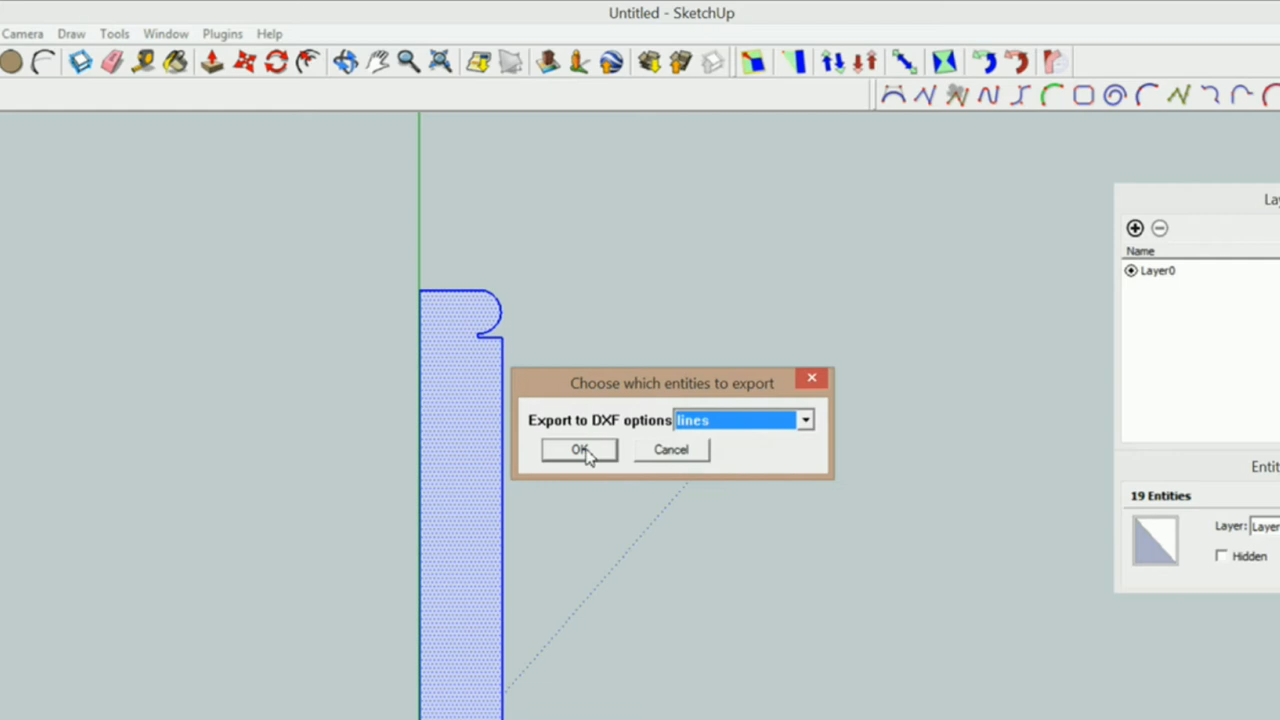 Untitled - SketchUp
Camera Draw Tools Window Plugins Help
Name
Layer0
Choose which entities to export
Export to DXF options lines
OK Cancel
19 Entities
Layer: Layer
Hidden